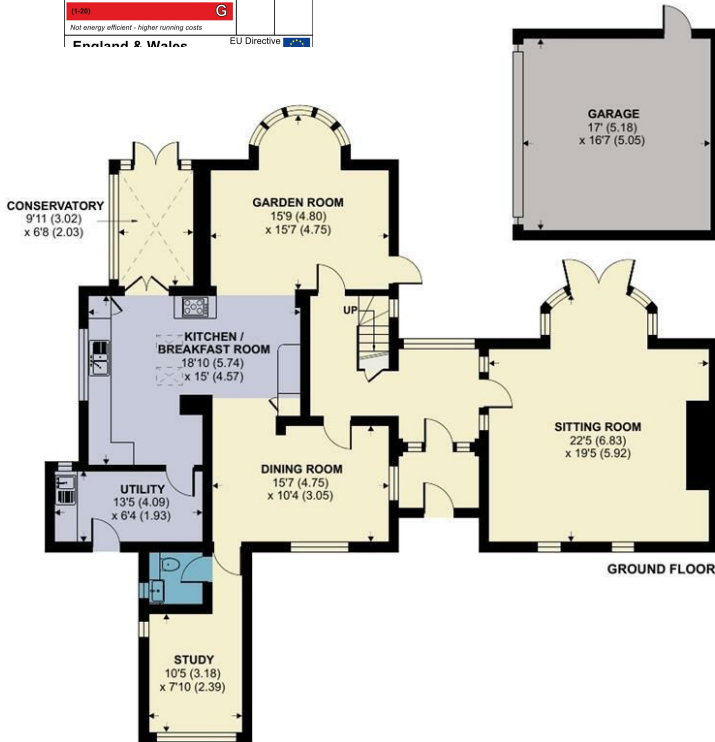 (1-20) G
Not energy efficient - higher running costs
England & Wales EU Directive
GARAGE
17' (5.18)
x 16'7 (5.05)
CONSERVATORY
9'11 (3.02)
x 6'8 (2.03)
GARDEN ROOM
15'9 (4.80)
x 15'7 (4.75)
UP
KITCHEN /
BREAKFAST ROOM
18'10 (5.74)
x 15' (4.57)
SITTING ROOM
22'5 (6.83)
x 19'5 (5.92)
DINING ROOM
15'7 (4.75)
x 10'4 (3.05)
UTILITY
13'5 (4.09)
x 6'4 (1.93)
GROUND FLOOR
STUDY
10'5 (3.18)
x 7'10 (2.39)